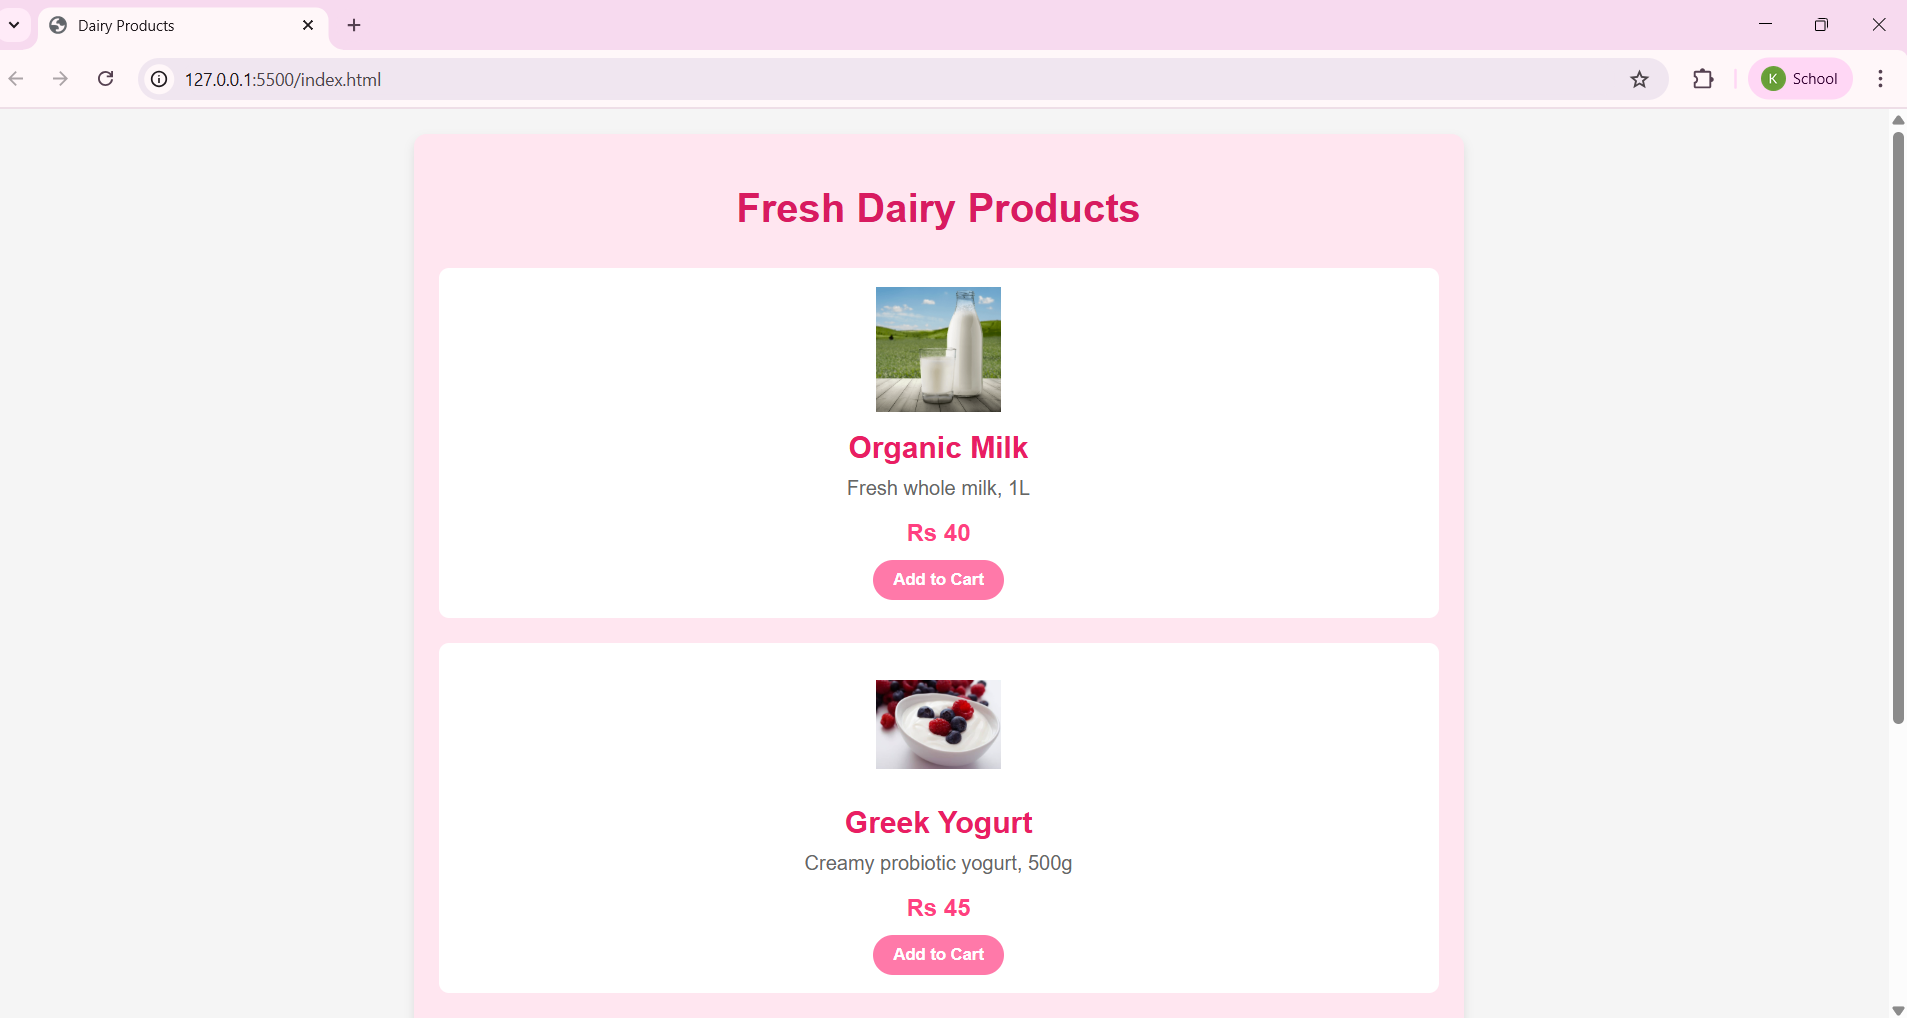 Dairy Products
127.0.0.1:5500/index.html
K School
Fresh Dairy Products
Organic Milk
Fresh whole milk, 1L
Rs 40
Add to Cart
Greek Yogurt
Creamy probiotic yogurt, 500g
Rs 45
Add to Cart